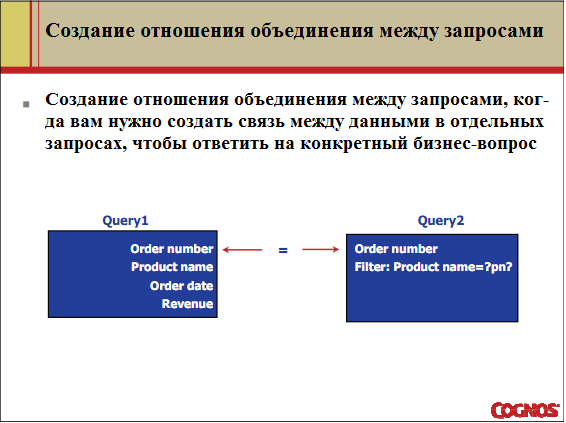 Создание отношения объединения между запросами
Создание отношения объединения между запросами, ког-
да вам нужно создать связь между данными в отдельных
запросах, чтобы ответить на конкретный бизнес-вопрос
Query1
Query2
Order number
Product name
Order date
Revenue
=
Order number
Filter: Product name=?pn?
COGNOS